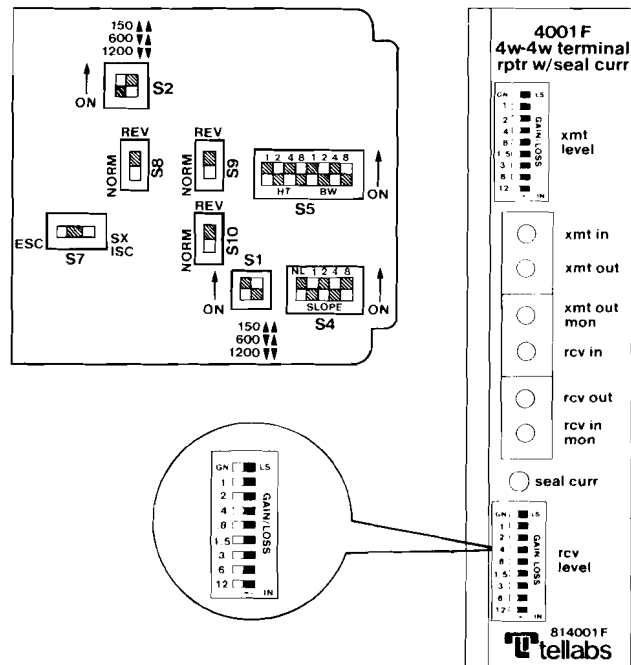 150 ▲▲
600 ▲▼
1200 ▼▼
ON
S2
REV
NORM
S8
REV
NORM
S9
1 2 4 8 1 2 4 8
HT BW
S5
ON
ESC
S7
SX
ISC
REV
NORM
S10
S1
ON
150 ▲▲
600 ▲▼
1200 ▼▼
NL 1 2 4 8
SLOPE
S4
ON
GN LS
1
2
4
.8
1.5
3
6
12
GAIN/LOSS
IN
4001F
4w-4w terminal
rptr w/seal curr
GN LS
1
2
4
8
1.5
3
6
12
GAIN/LOSS
IN
xmt
level
xmt in
xmt out
xmt out
mon
rcv in
rcv out
rcv in
mon
seal curr
GN LS
1
2
4
8
1.5
3
6
12
GAIN LOSS
IN
rcv
level
814001F
tellabs